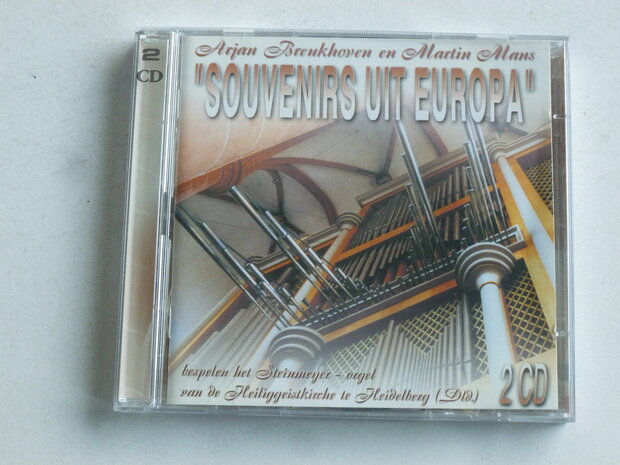 2
CD
Arjan Breukhoven en Martin Mans
"SOUVENIRS UIT EUROPA"
bespelen het Steinmeyer - orgel
van de Heiliggeistkirche te Heidelberg (Dld.)
2 CD